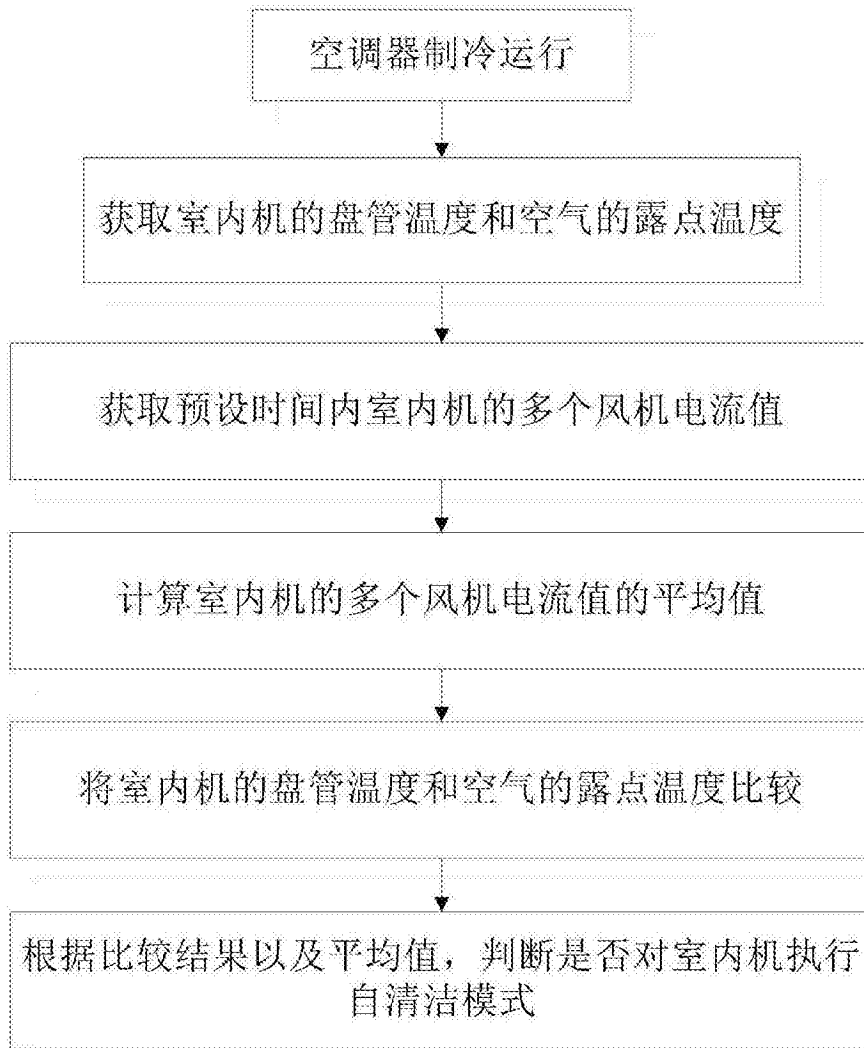 空调器制冷运行
获取室内机的盘管温度和空气的露点温度
获取预设时间内室内机的多个风机电流值
计算室内机的多个风机电流值的平均值
将室内机的盘管温度和空气的露点温度比较
根据比较结果以及平均值，判断是否对室内机执行
自清洁模式